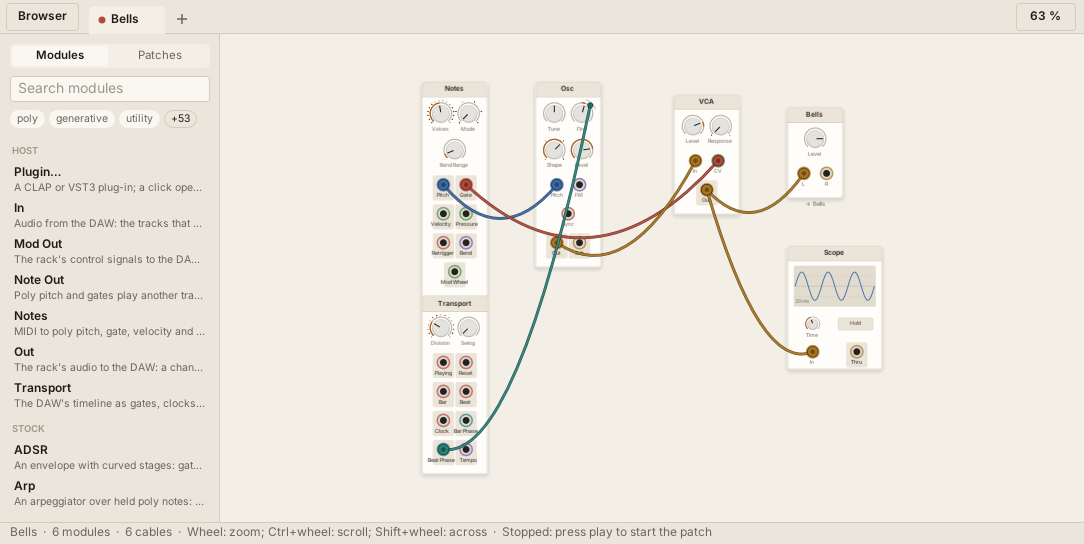 Browser
Bells
+
63 %
Modules
Patches
Search modules
poly
generative
utility
+53
HOST
Plugin...
A CLAP or VST3 plug-in; a click ope...
In
Audio from the DAW: the tracks that ...
Mod Out
The rack's control signals to the DA...
Note Out
Poly pitch and gates play another tra...
Notes
MIDI to poly pitch, gate, velocity and ...
Out
The rack's audio to the DAW: a chan...
Transport
The DAW's timeline as gates, clocks...
STOCK
ADSR
An envelope with curved stages: gat...
Arp
An arpeggiator over held poly notes: ...
Notes
Voices
Mode
Bend Range
Pitch
Gate
Velocity
Pressure
Retrigger
Bend
Mod Wheel
Transport
Division
Swing
Playing
Reset
Bar
Beat
Clock
Bar Phase
Beat Phase
Tempo
Osc
Tune
Shape
Pitch
FM
Sync
Out
VCA
Level
Response
In
CV
Out
Bells
Level
L
R
→ Bells
Scope
20 ms
Time
Hold
In
Thru
Bells · 6 modules · 6 cables · Wheel: zoom; Ctrl+wheel: scroll; Shift+wheel: across · Stopped: press play to start the patch